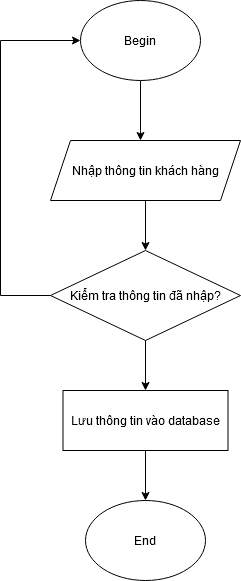 Begin
Nhập thông tin khách hàng
Kiểm tra thông tin đã nhập?
Lưu thông tin vào database
End